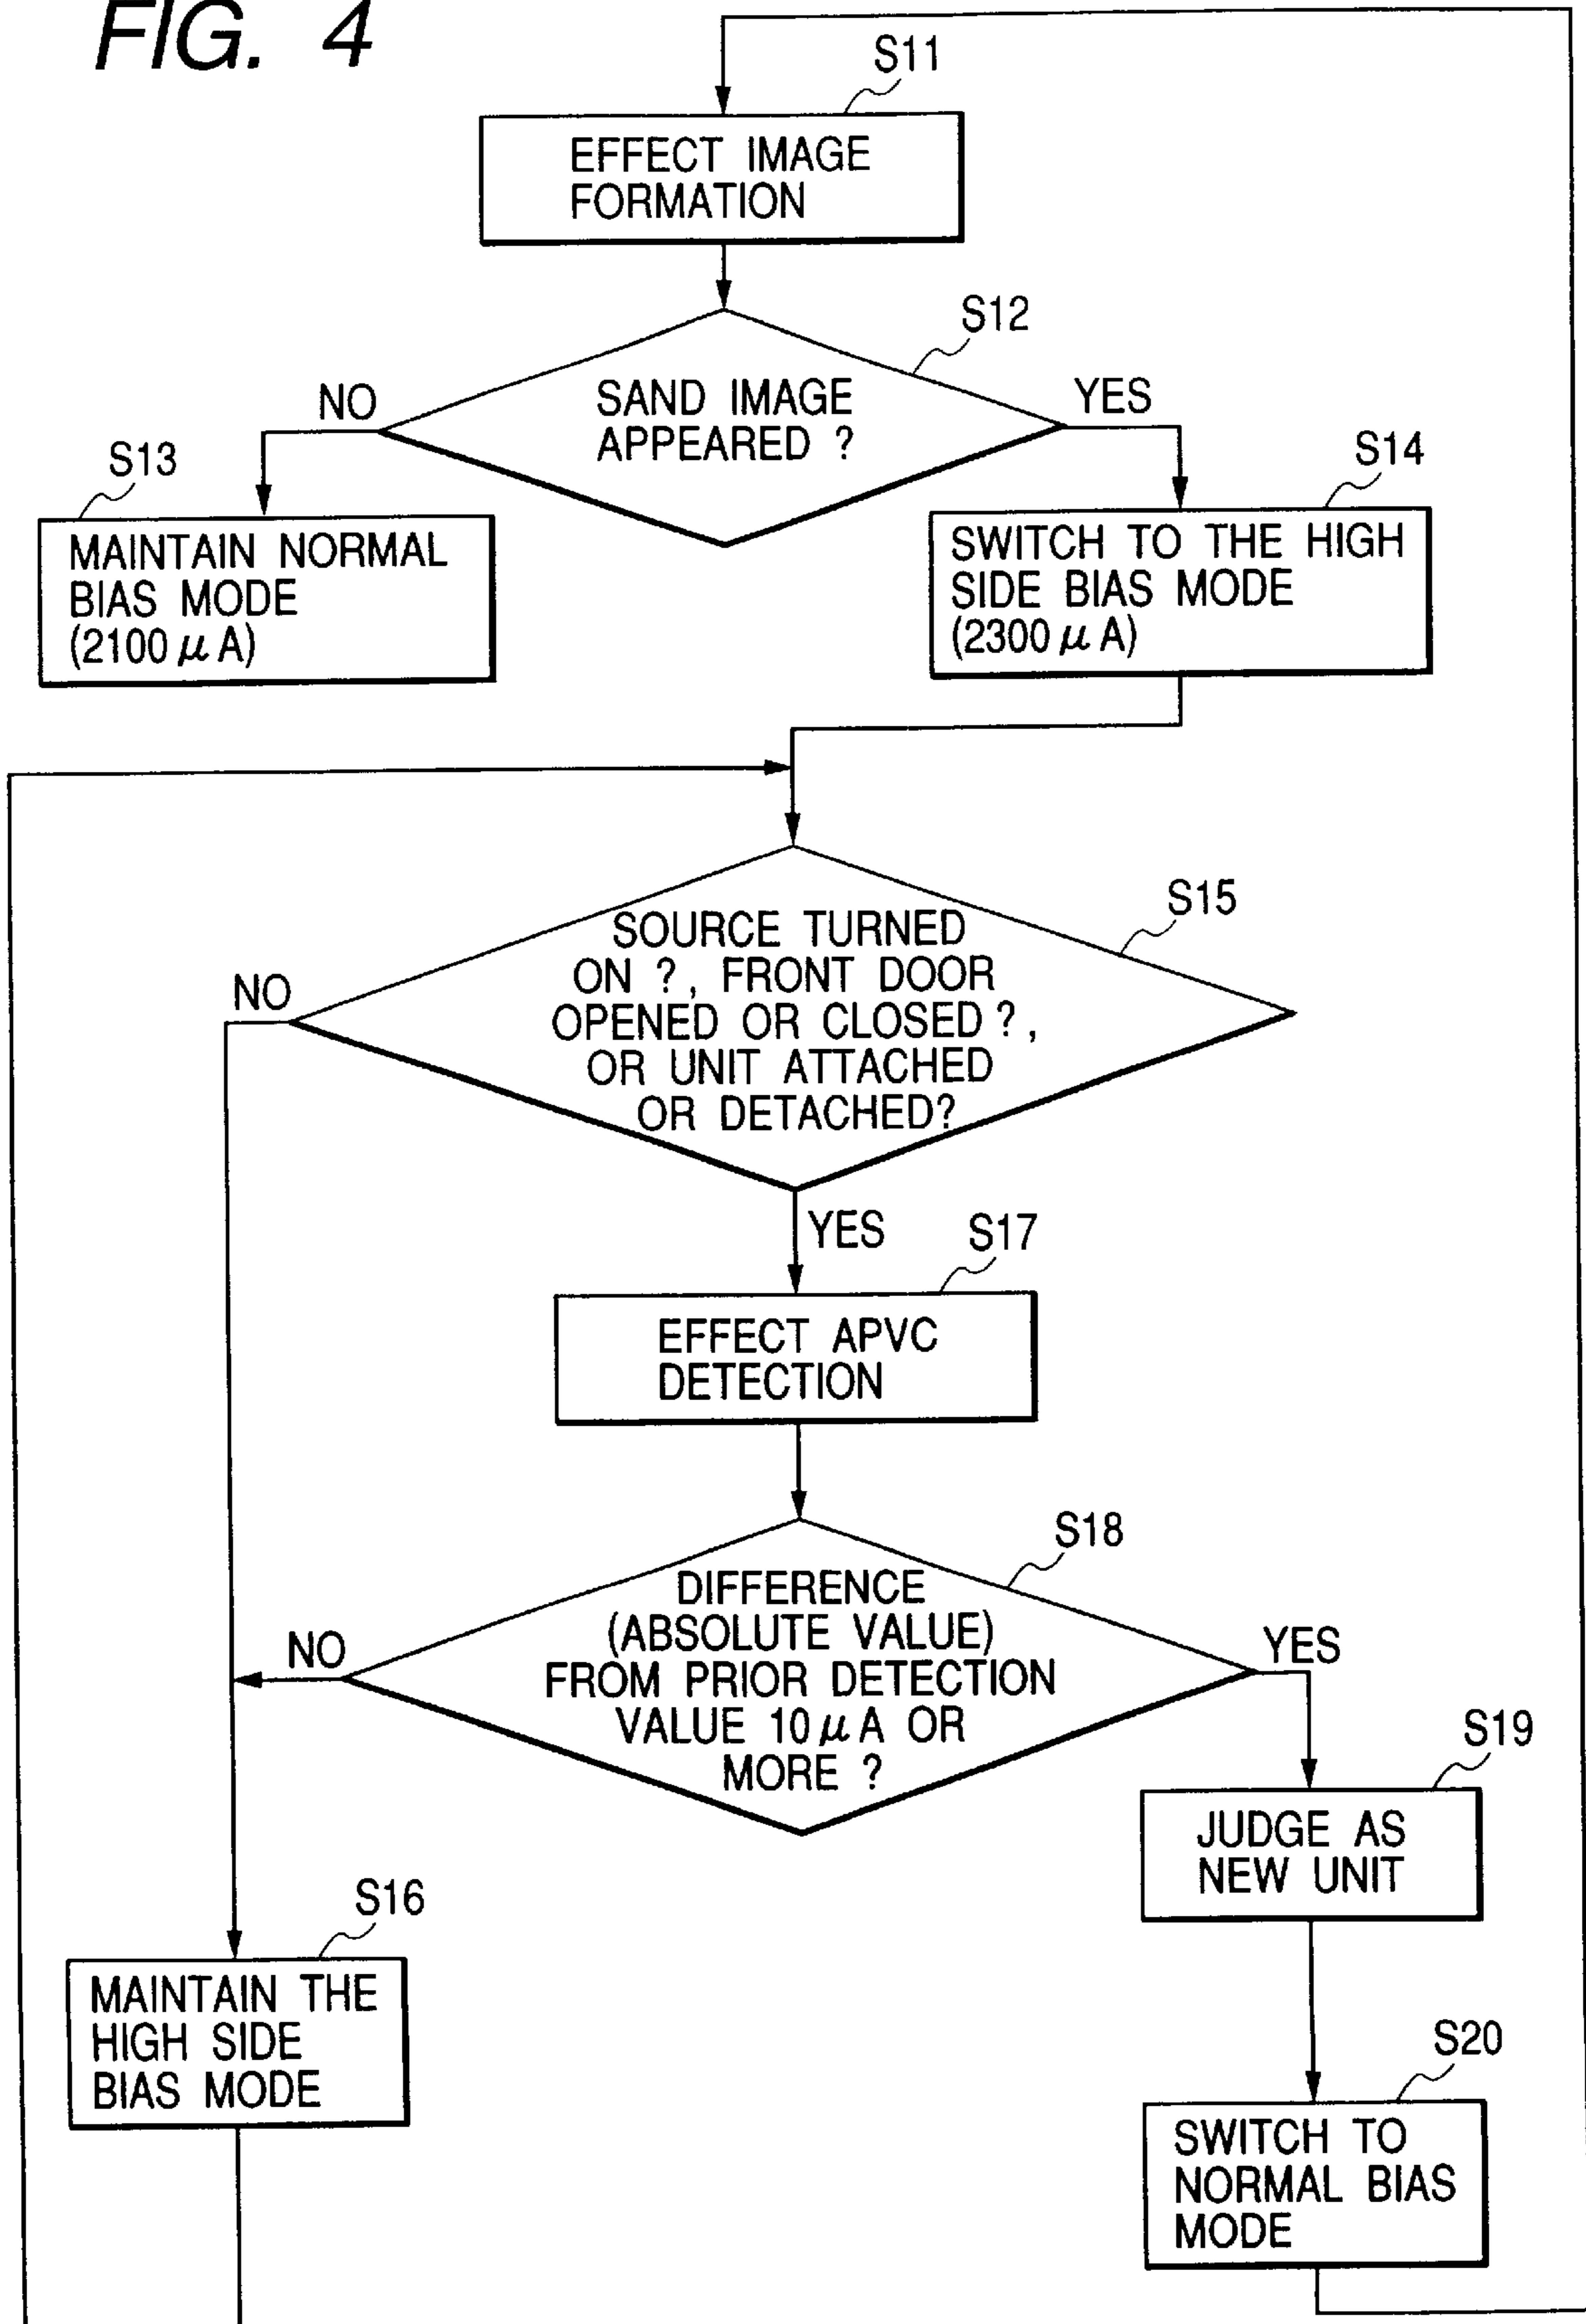 FIG. 4
S11
EFFECT IMAGE
FORMATION
S12
SAND IMAGE
APPEARED ?
NO
YES
S13
MAINTAIN NORMAL
BIAS MODE
(2100 μA)
S14
SWITCH TO THE HIGH
SIDE BIAS MODE
(2300 μA)
S15
SOURCE TURNED
ON ?, FRONT DOOR
OPENED OR CLOSED ?,
OR UNIT ATTACHED
OR DETACHED?
NO
YES
S17
EFFECT APVC
DETECTION
S18
DIFFERENCE
(ABSOLUTE VALUE)
FROM PRIOR DETECTION
VALUE 10 μA OR
MORE ?
NO
YES
S19
JUDGE AS
NEW UNIT
S16
MAINTAIN THE
HIGH SIDE
BIAS MODE
S20
SWITCH TO
NORMAL BIAS
MODE